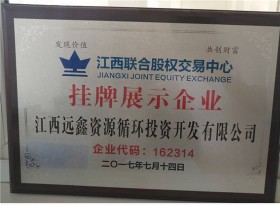 发现价值 共创财富
江西联合股权交易中心
JIANGXI JOINT EQUITY EXCHANGE
挂牌展示企业
江西远鑫资源循环投资开发有限公司
企业代码：162314
二〇一七年七月十四日